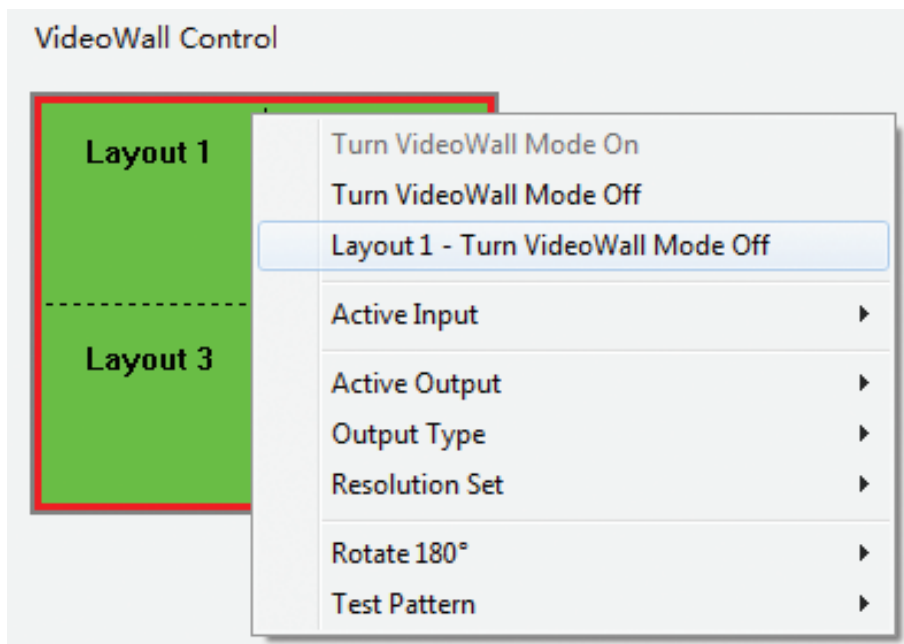 VideoWall Control
Layout 1
Layout 3
Turn VideoWall Mode On
Turn VideoWall Mode Off
Layout 1 - Turn VideoWall Mode Off
Active Input
Active Output
Output Type
Resolution Set
Rotate 180°
Test Pattern